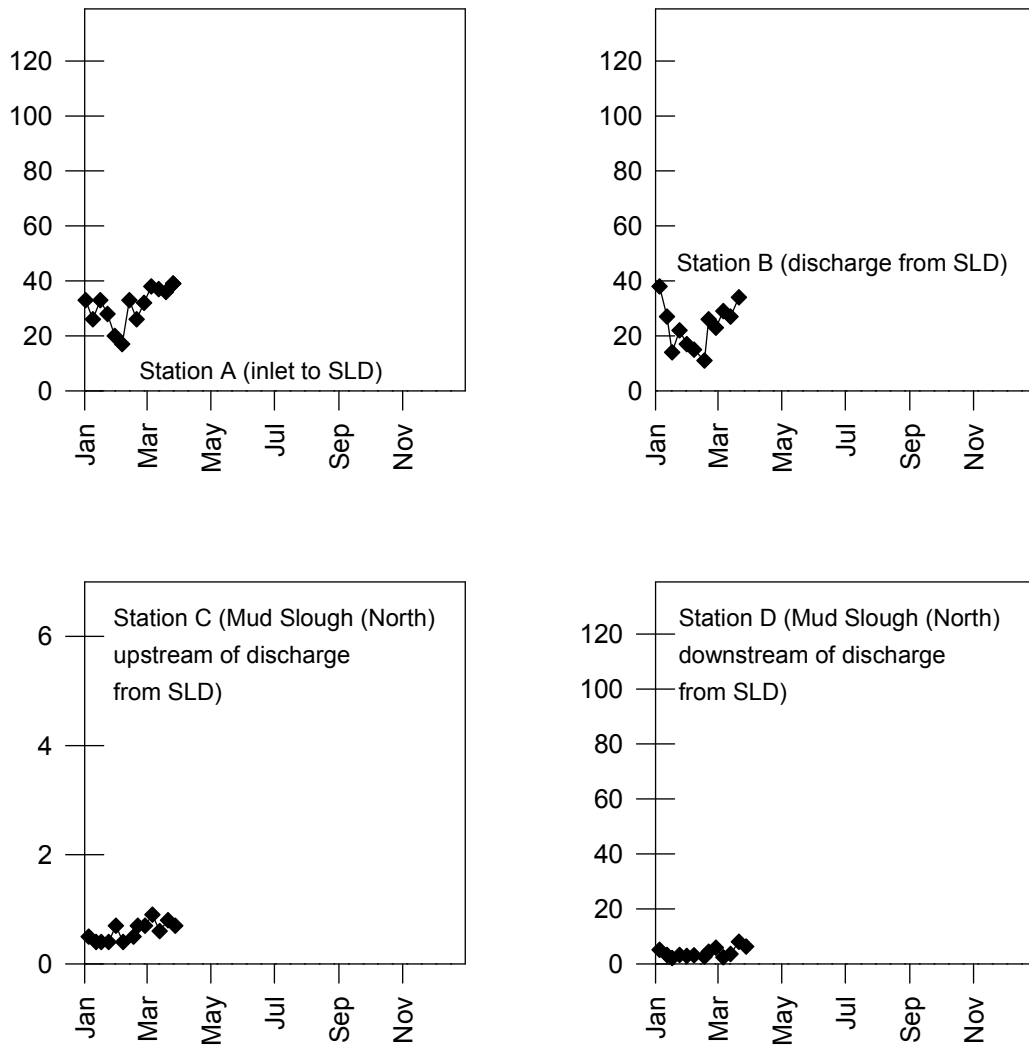 120
100
80
60
40
20
0
Station A (inlet to SLD)
Jan Mar May Jul Sep Nov
120
100
80
60
40
20
0
Station B (discharge from SLD)
Jan Mar May Jul Sep Nov
Station C (Mud Slough (North)
upstream of discharge
from SLD)
6
4
2
0
Jan Mar May Jul Sep Nov
Station D (Mud Slough (North)
downstream of discharge
from SLD)
120
100
80
60
40
20
0
Jan Mar May Jul Sep Nov